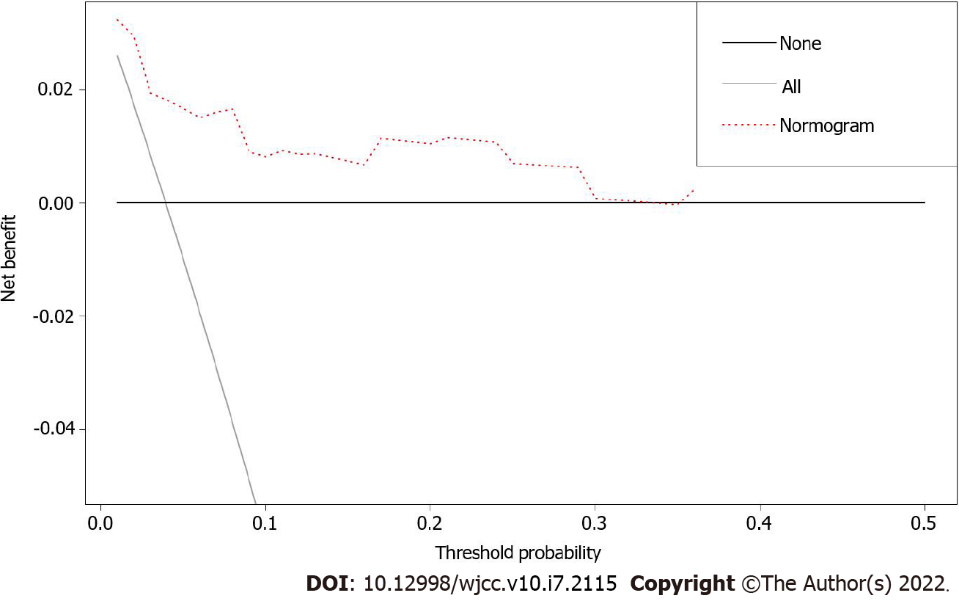 None
All
Normogram
0.02
0.00
-0.02
-0.04
Net benefit
0.0 0.1 0.2 0.3 0.4 0.5
Threshold probability
DOI: 10.12998/wjcc.v10.i7.2115 Copyright ©The Author(s) 2022.